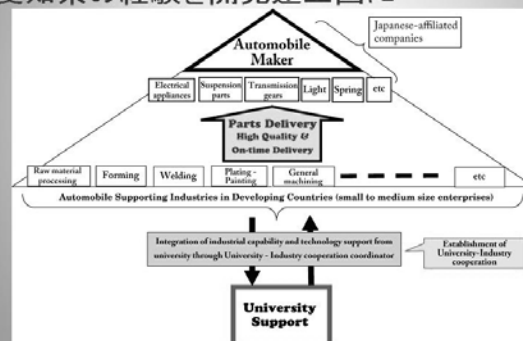 Automobile
Maker
Japanese-affiliated
companies
Electrical
appliances
Suspension
parts
Transmission
gears
Light
Spring
etc
Parts Delivery
High Quality &
On-time Delivery
Raw material
processing
Forming
Welding
Plating -
Painting
General
machining
etc
Automobile Supporting Industries in Developing Countries (small to medium size enterprises)
Integration of industrial capability and technology support from
university through University - Industry cooperation coordinator
Establishment of
University-Industry
cooperation
University
Support